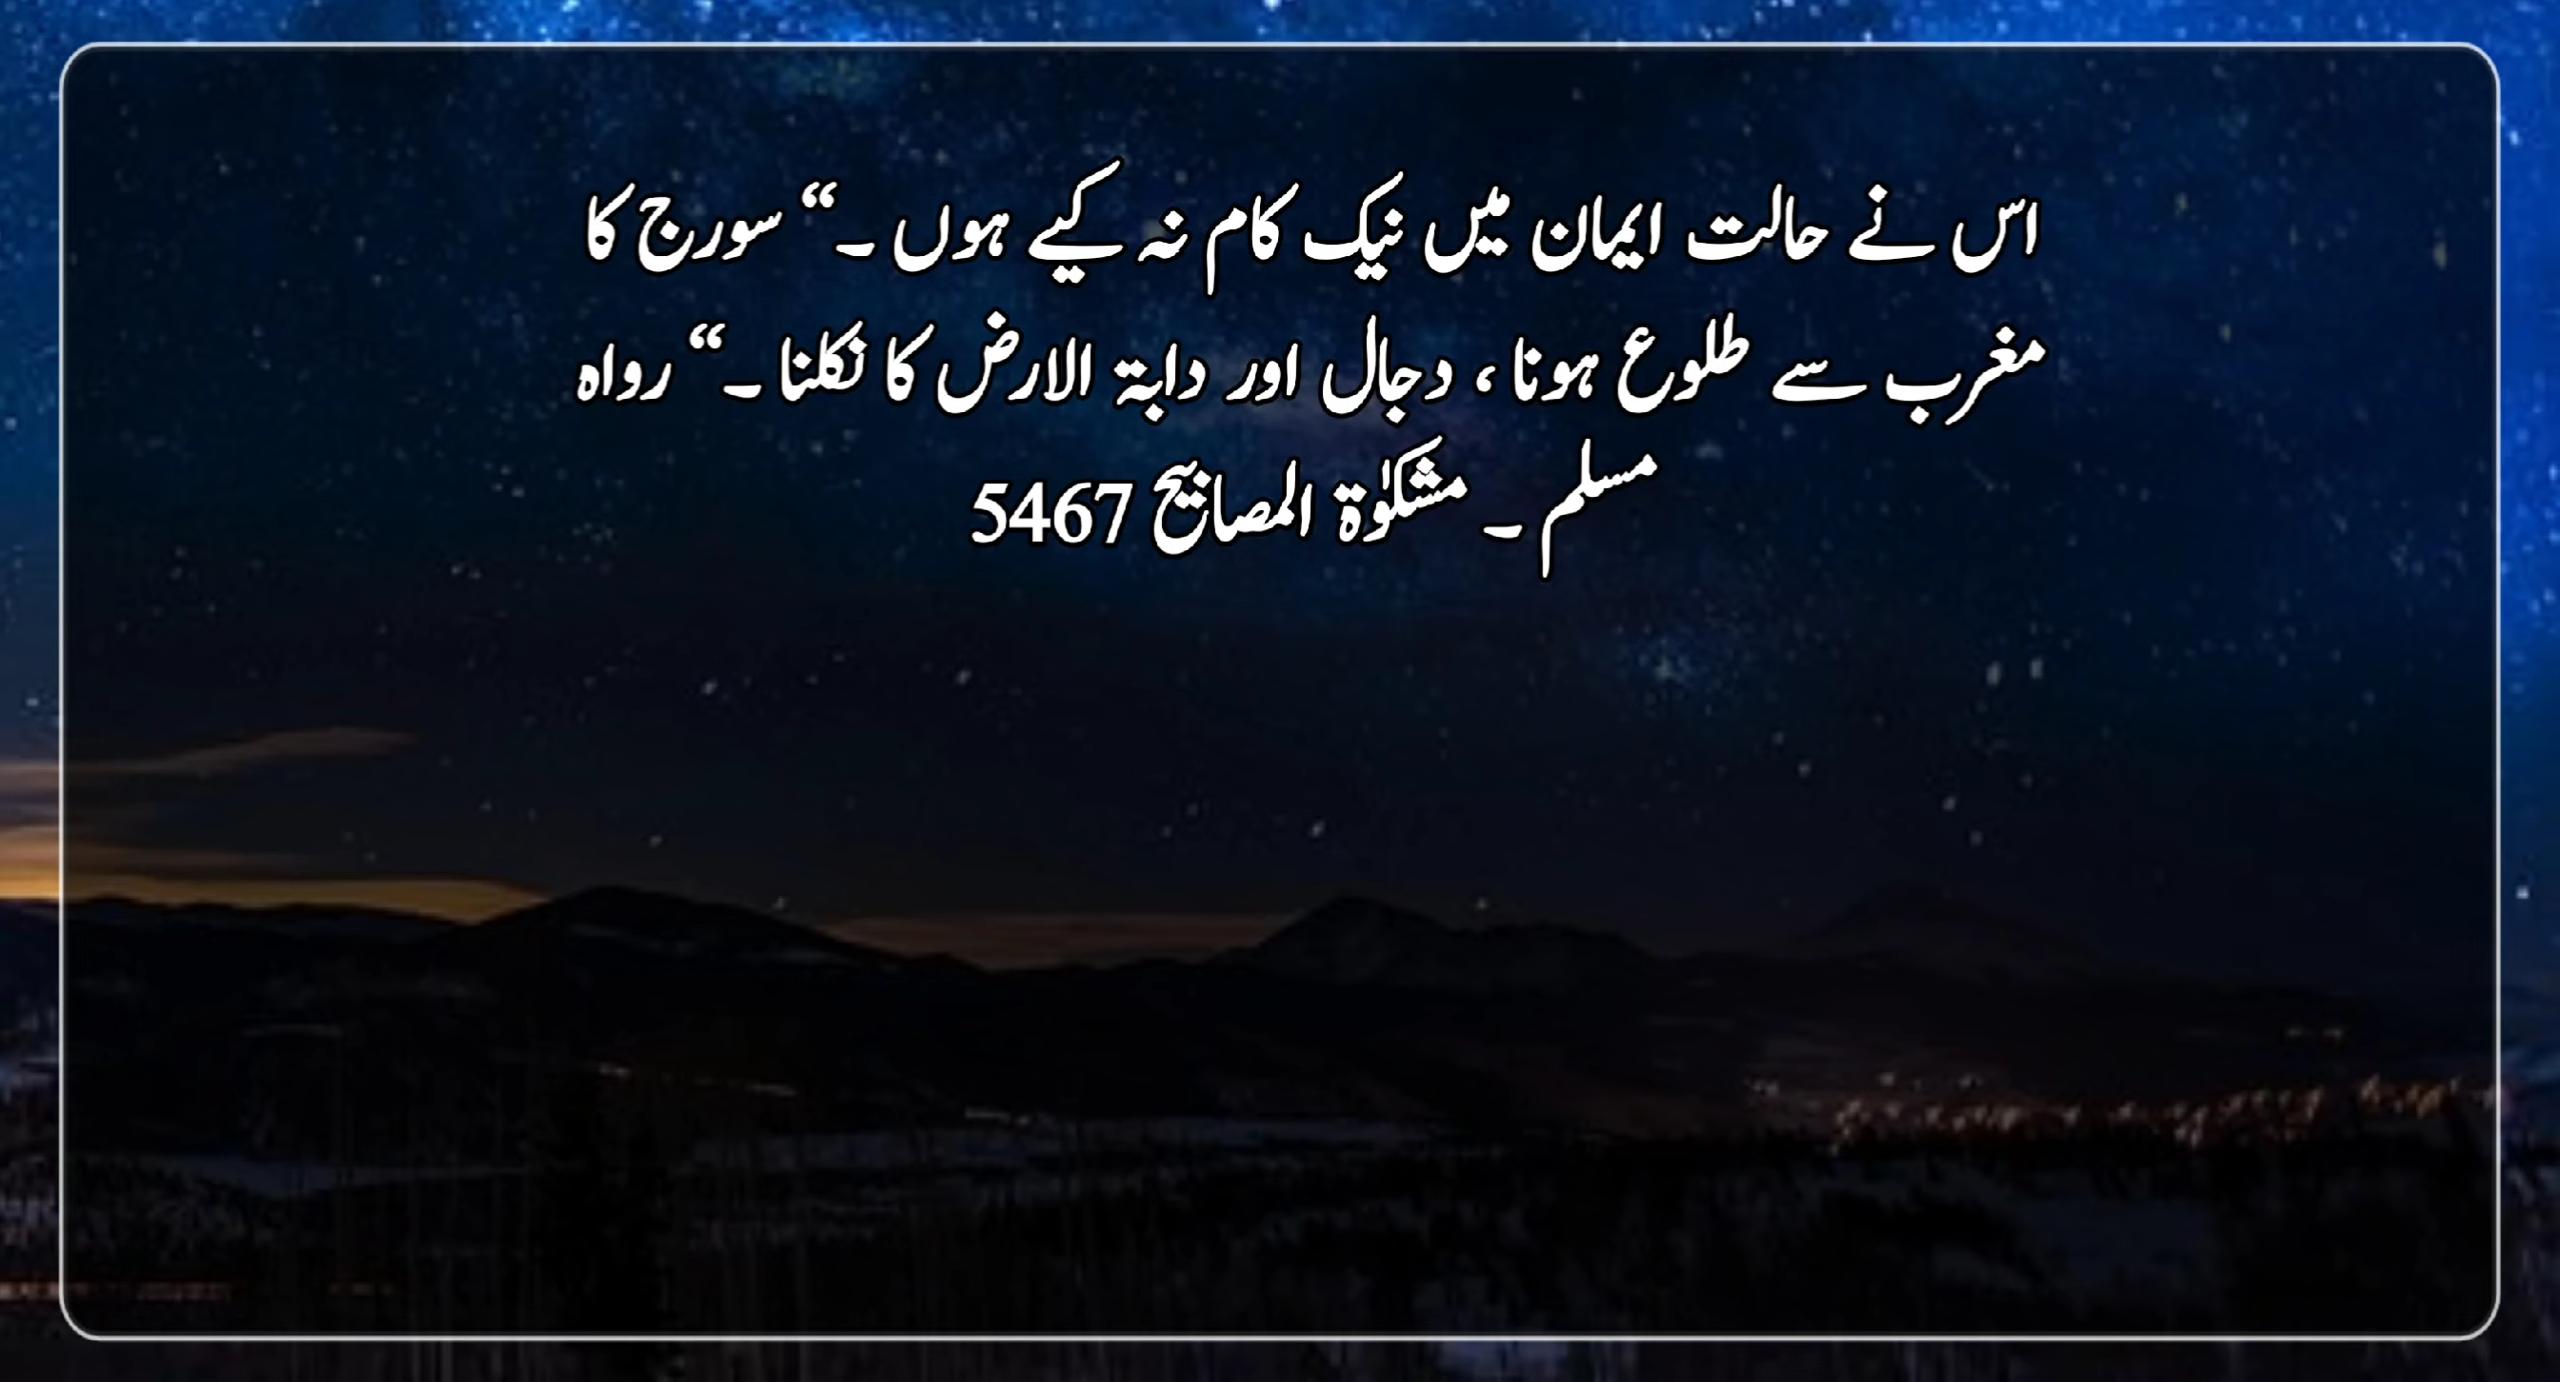 اس نے حالت ایمان میں نیک کام نہ کیے ہوں ۔“ سورج کا
مغرب سے طلوع ہونا ، دجال اور دابۃ الارض کا نکلنا ۔“ رواہ
مسلم ۔ مشکوٰۃ المصابیح 5467